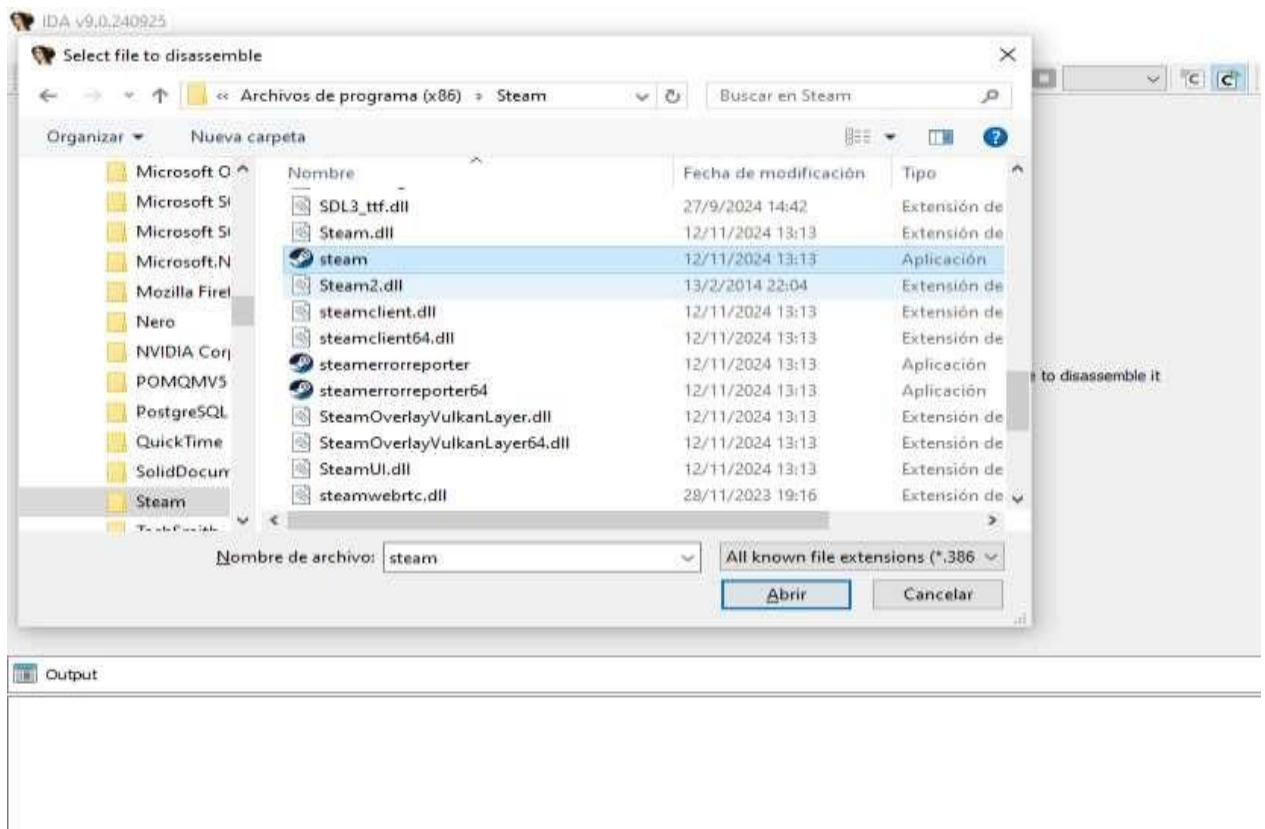 IDA v9.0.240925
Select file to disassemble
« Archivos de programa (x86) » Steam
Buscar en Steam
Organizar
Nueva carpeta
Nombre
Fecha de modificación
Tipo
Microsoft O
Microsoft S
Microsoft S
Microsoft.N
Mozilla Firef
Nero
NVIDIA Corp
POMQMV5
PostgreSQL
QuickTime
SolidDocum
Steam
TechSmith
SDL3_ttf.dll 27/9/2024 14:42 Extensión de
Steam.dll 12/11/2024 13:13 Extensión de
steam 12/11/2024 13:13 Aplicación
Steam2.dll 13/2/2014 22:04 Extensión de
steamclient.dll 12/11/2024 13:13 Extensión de
steamclient64.dll 12/11/2024 13:13 Extensión de
steamerrorreporter 12/11/2024 13:13 Aplicación
steamerrorreporter64 12/11/2024 13:13 Aplicación
SteamOverlayVulkanLayer.dll 12/11/2024 13:13 Extensión de
SteamOverlayVulkanLayer64.dll 12/11/2024 13:13 Extensión de
SteamUI.dll 12/11/2024 13:13 Extensión de
steamwebrtc.dll 28/11/2023 19:16 Extensión de
to disassemble it
Nombre de archivo: steam
All known file extensions (*.386
Abrir
Cancelar
Output